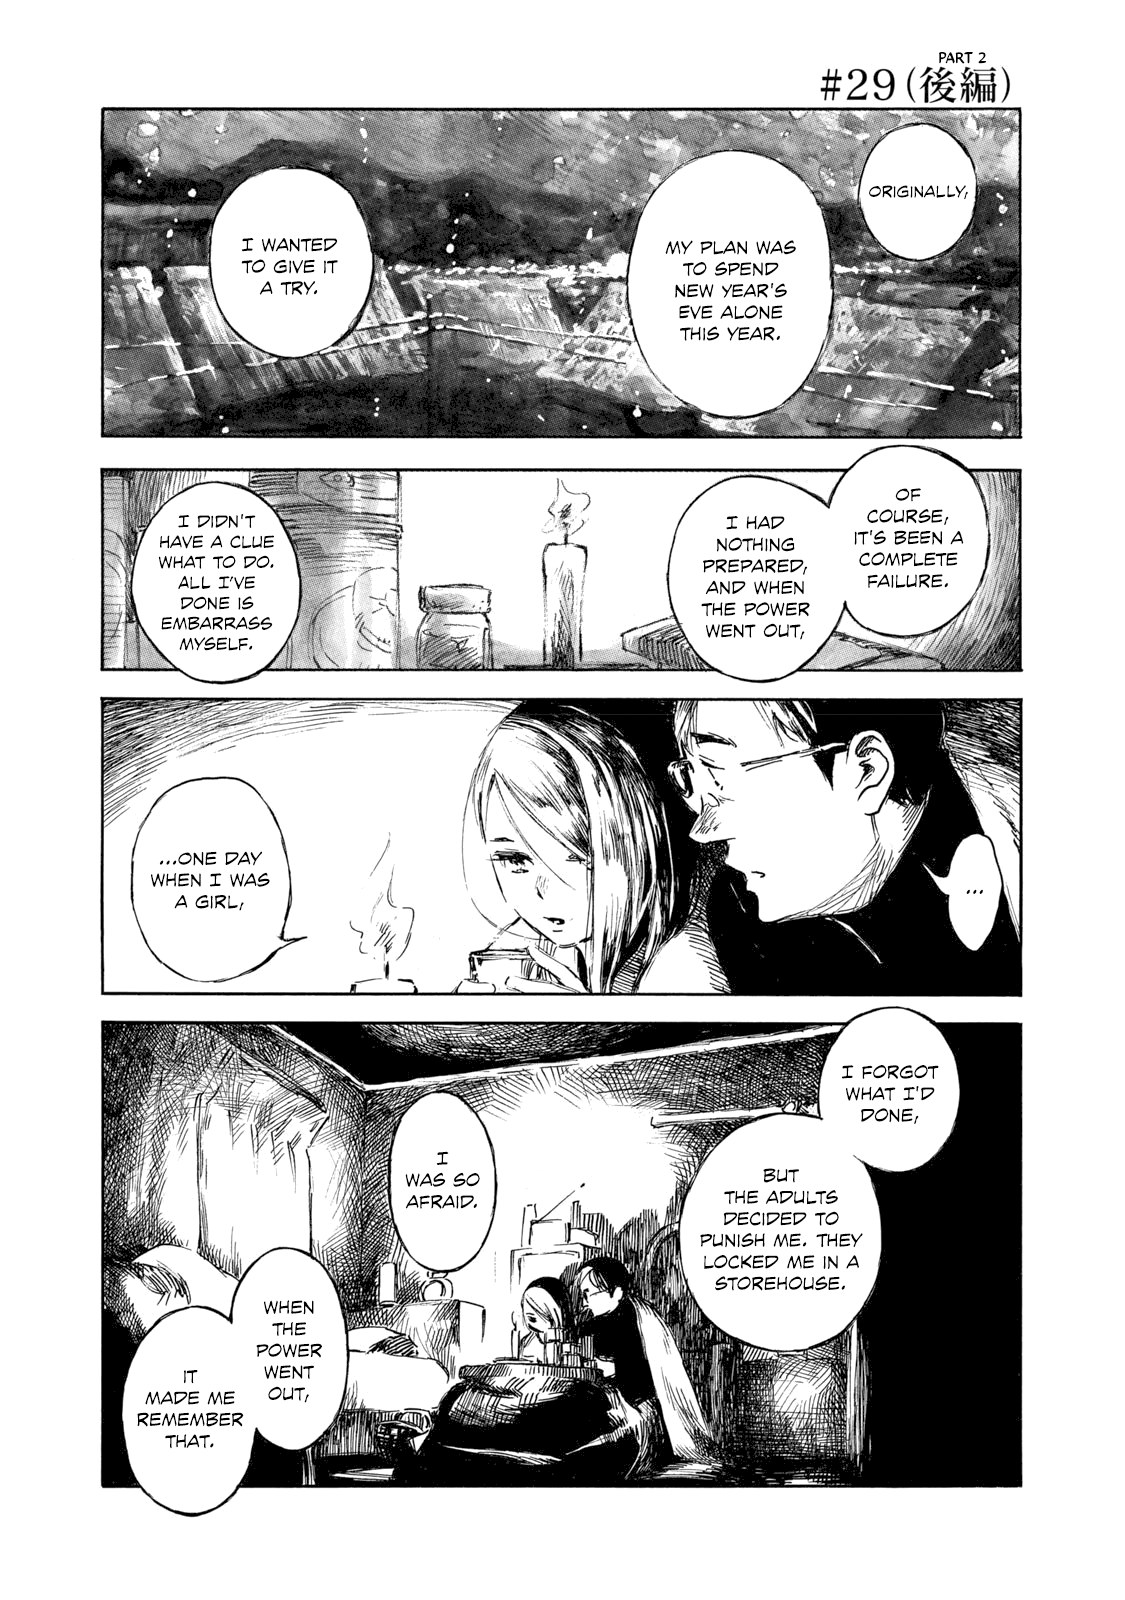 PART 2
#29(後編)
ORIGINALLY,
MY PLAN WAS
TO SPEND
NEW YEAR'S
EVE ALONE
THIS YEAR.
I WANTED
TO GIVE IT
A TRY.
OF
COURSE,
IT'S BEEN A
COMPLETE
FAILURE.
I HAD
NOTHING
PREPARED,
AND WHEN
THE POWER
WENT OUT,
I DIDN'T
HAVE A CLUE
WHAT TO DO.
ALL I'VE
DONE IS
EMBARRASS
MYSELF.
...
...ONE DAY
WHEN I WAS
A GIRL,
I FORGOT
WHAT I'D
DONE,
BUT
THE ADULTS
DECIDED TO
PUNISH ME. THEY
LOCKED ME IN A
STOREHOUSE.
I
WAS SO
AFRAID.
WHEN
THE
POWER
WENT
OUT,
IT
MADE ME
REMEMBER
THAT.